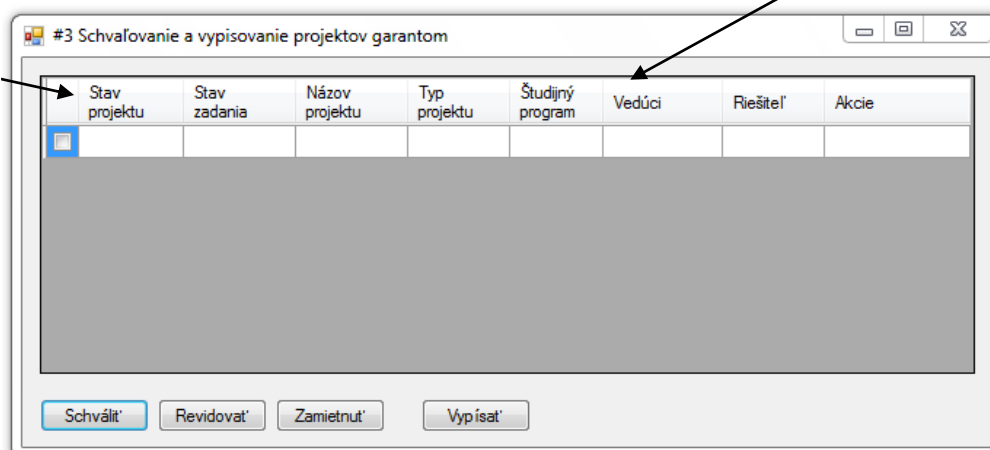 #3 Schvaľovanie a vypisovanie projektov garantom
Stav projektu
Stav zadania
Názov projektu
Typ projektu
Študijný program
Vedúci
Riešiteľ
Akcie
Schváliť
Revidovať
Zamietnuť
Vypísať